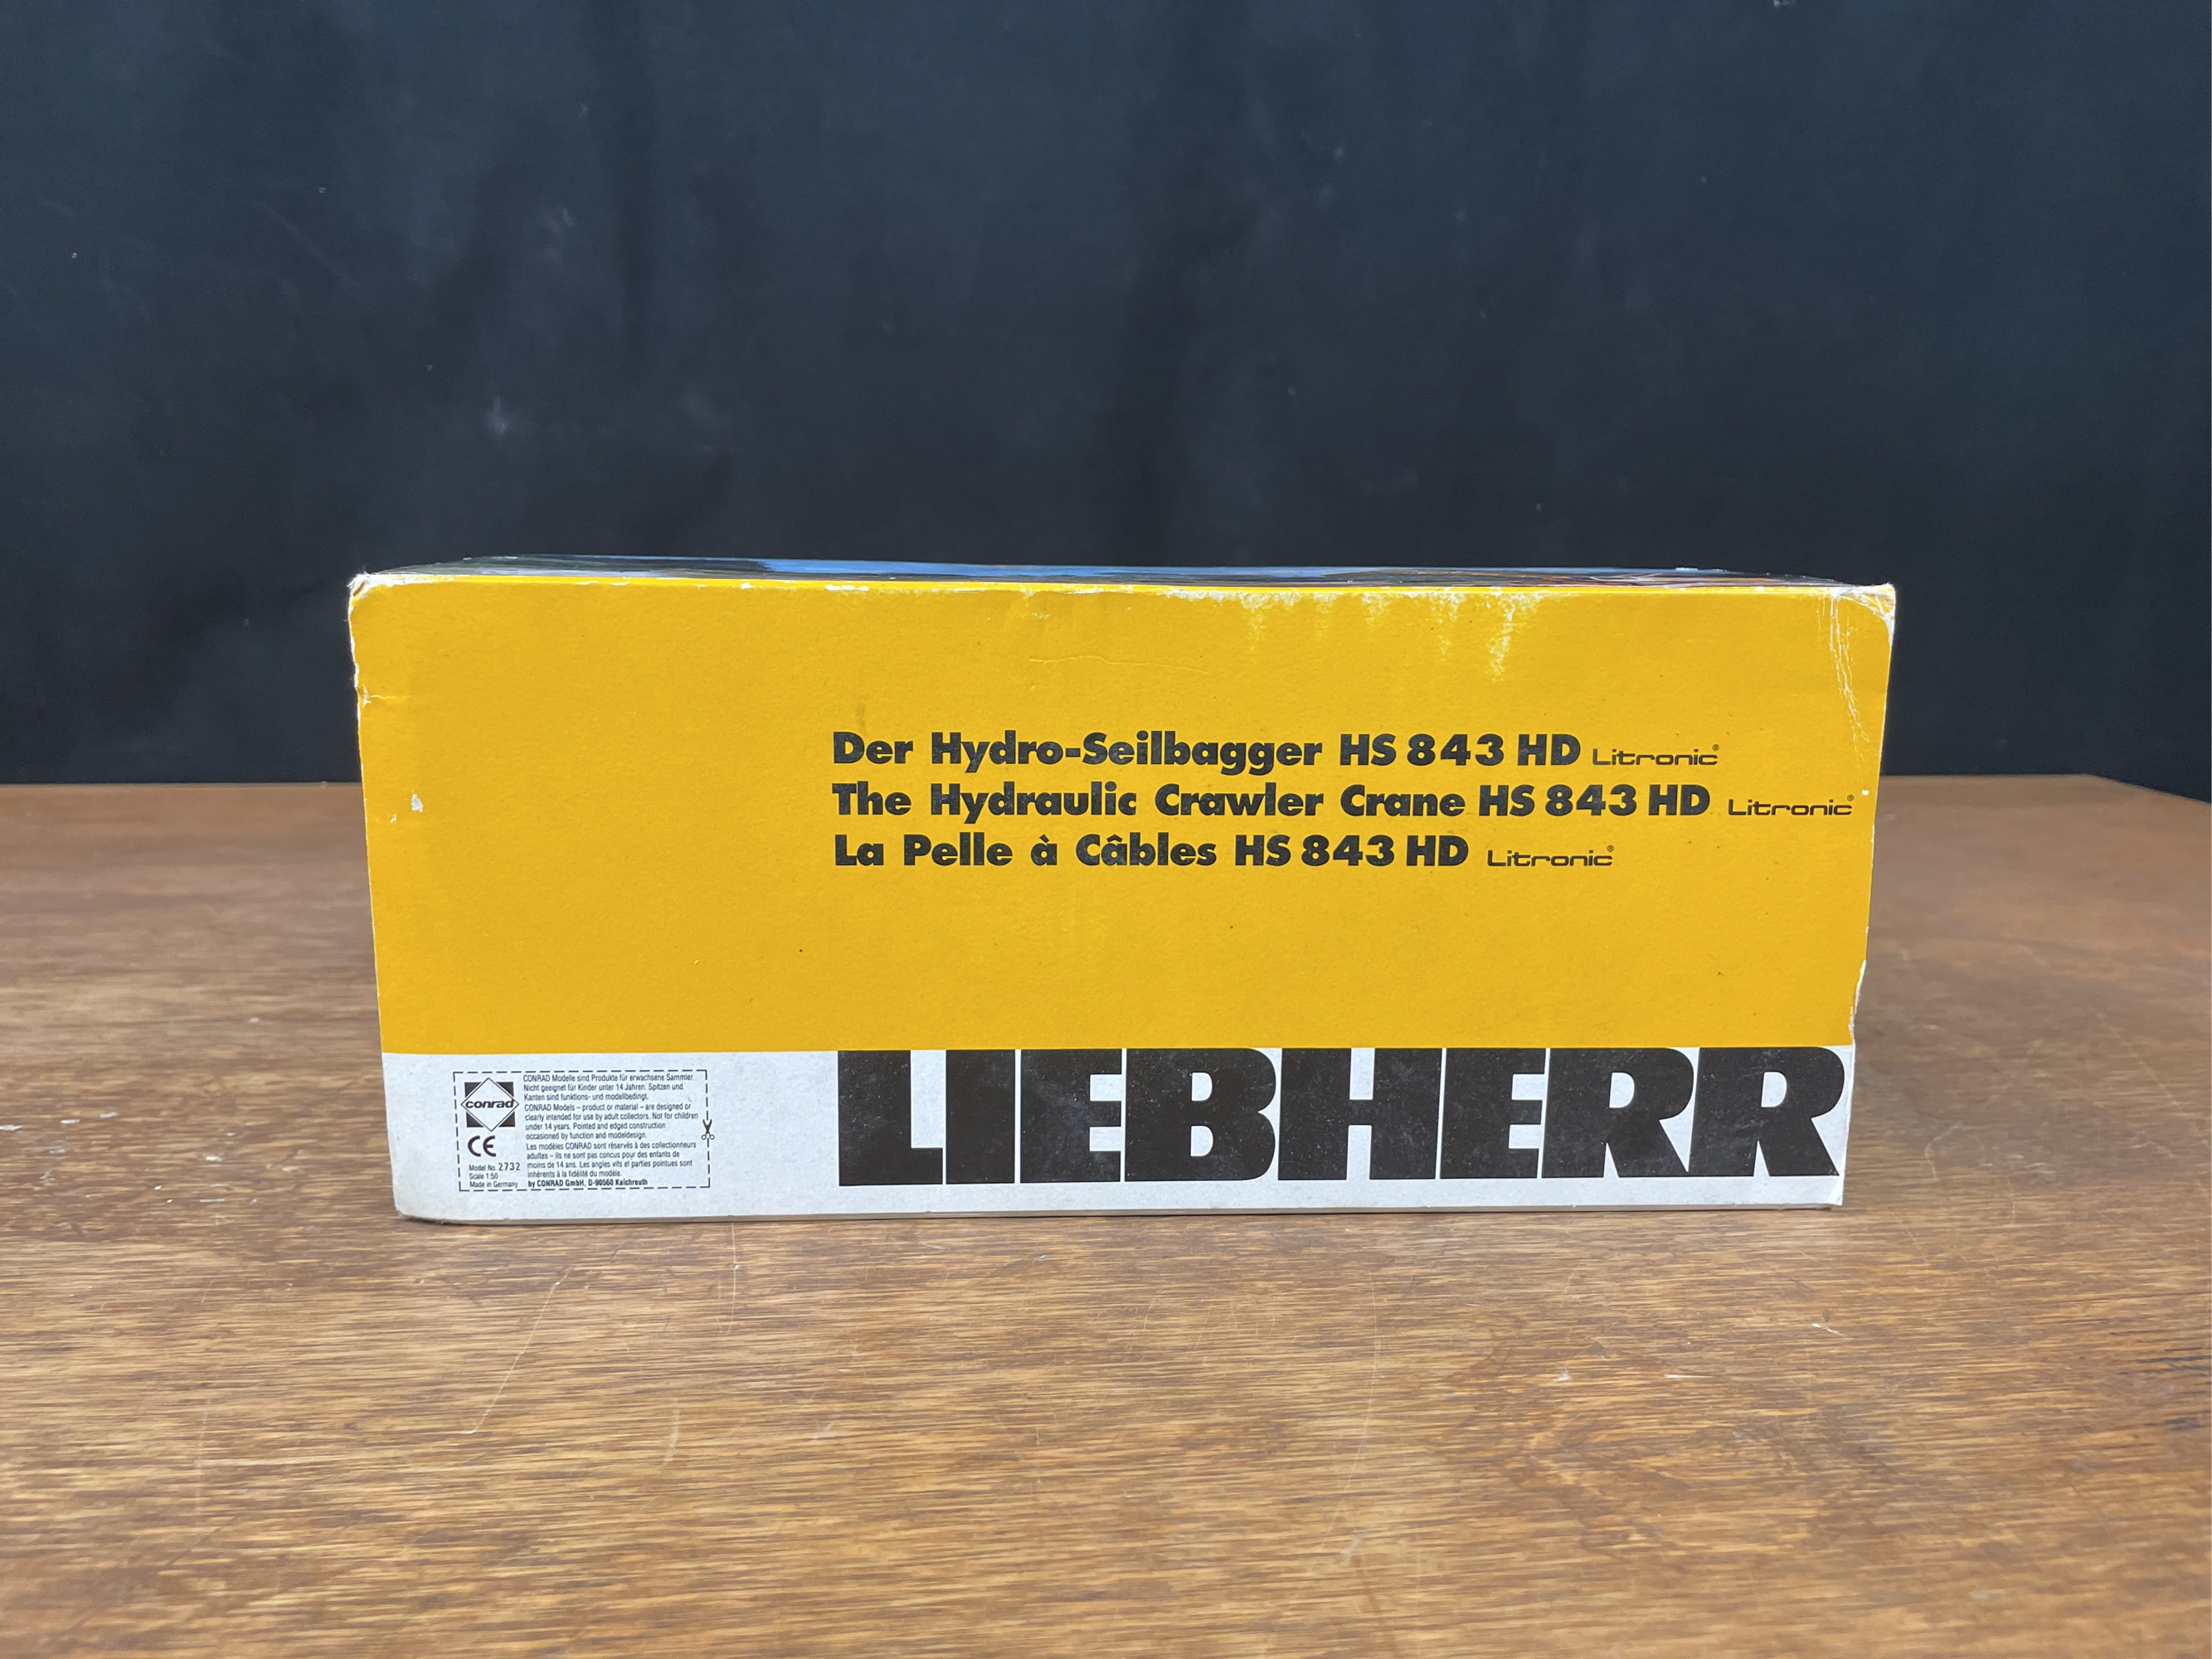 Der Hydro-Seilbagger HS 843 HD Litronic®
The Hydraulic Crawler Crane HS 843 HD Litronic®
La Pelle à Câbles HS 843 HD Litronic®
LIEBHERR
conrad
CE
Model No. 2732
Scale 1:50
Made in Germany
CONRAD Modelle sind Produkte für erwachsene Sammler.
Nicht geeignet für Kinder unter 14 Jahren. Spitzen und
Kanten sind funktions- und modellbedingt.
CONRAD Models – product or material – are designed or
clearly intended for use by adult collectors. Not for children
under 14 years. Pointed and edged construction
occasioned by function and modeldesign.
Les modèles CONRAD sont réservés à des collectionneurs
adultes – ils ne sont pas concus pour des enfants de
moins de 14 ans. Les angles vifs et parties pointues sont
inhérents à la fidélité du modèle.
by CONRAD GmbH, D-90560 Kalchreuth